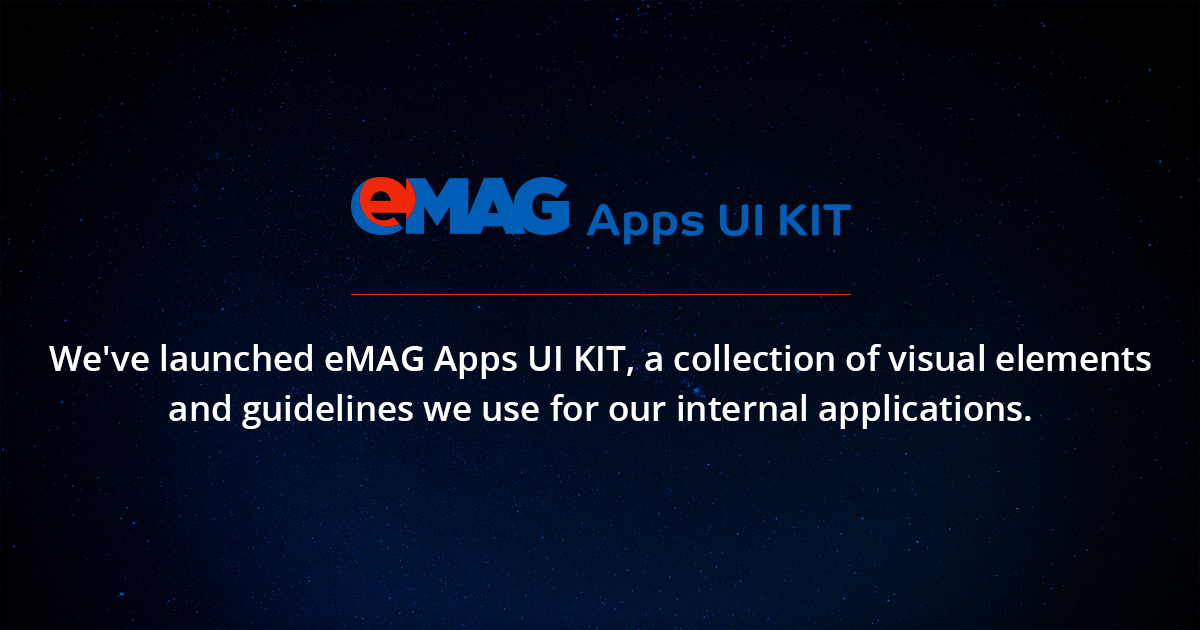 eMAG Apps UI KIT
We've launched eMAG Apps UI KIT, a collection of visual elements
and guidelines we use for our internal applications.